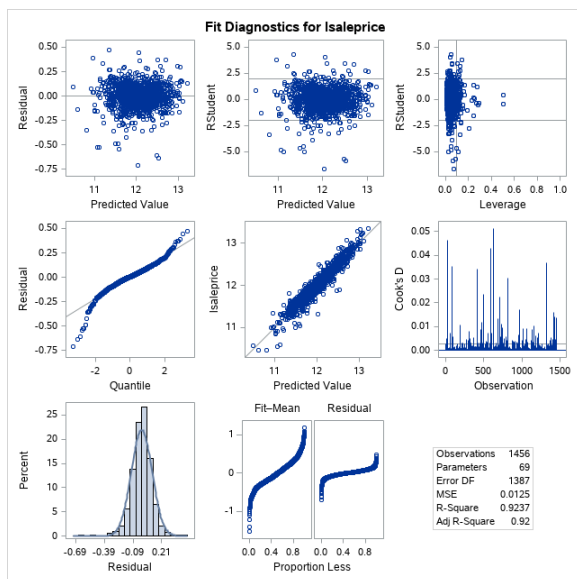 Fit Diagnostics for lsaleprice
0.50
0.25
0.00
-0.25
-0.50
-0.75
Residual
11 12 13
Predicted Value
5.0
2.5
0.0
-2.5
-5.0
RStudent
11 12 13
Predicted Value
5.0
2.5
0.0
-2.5
-5.0
RStudent
0.0 0.2 0.4 0.6 0.8 1.0
Leverage
0.50
0.25
0.00
-0.25
-0.50
-0.75
Residual
-2 0 2
Quantile
13
12
11
lsaleprice
11 12 13
Predicted Value
0.05
0.04
0.03
0.02
0.01
0.00
Cook's D
0 500 1000 1500
Observation
25
20
15
10
5
0
Percent
-0.69 -0.39 -0.09 0.21
Residual
Fit–Mean Residual
1
0
-1
0.0 0.4 0.8 0.0 0.4 0.8
Proportion Less
Observations 1456
Parameters 69
Error DF 1387
MSE 0.0125
R-Square 0.9237
Adj R-Square 0.92